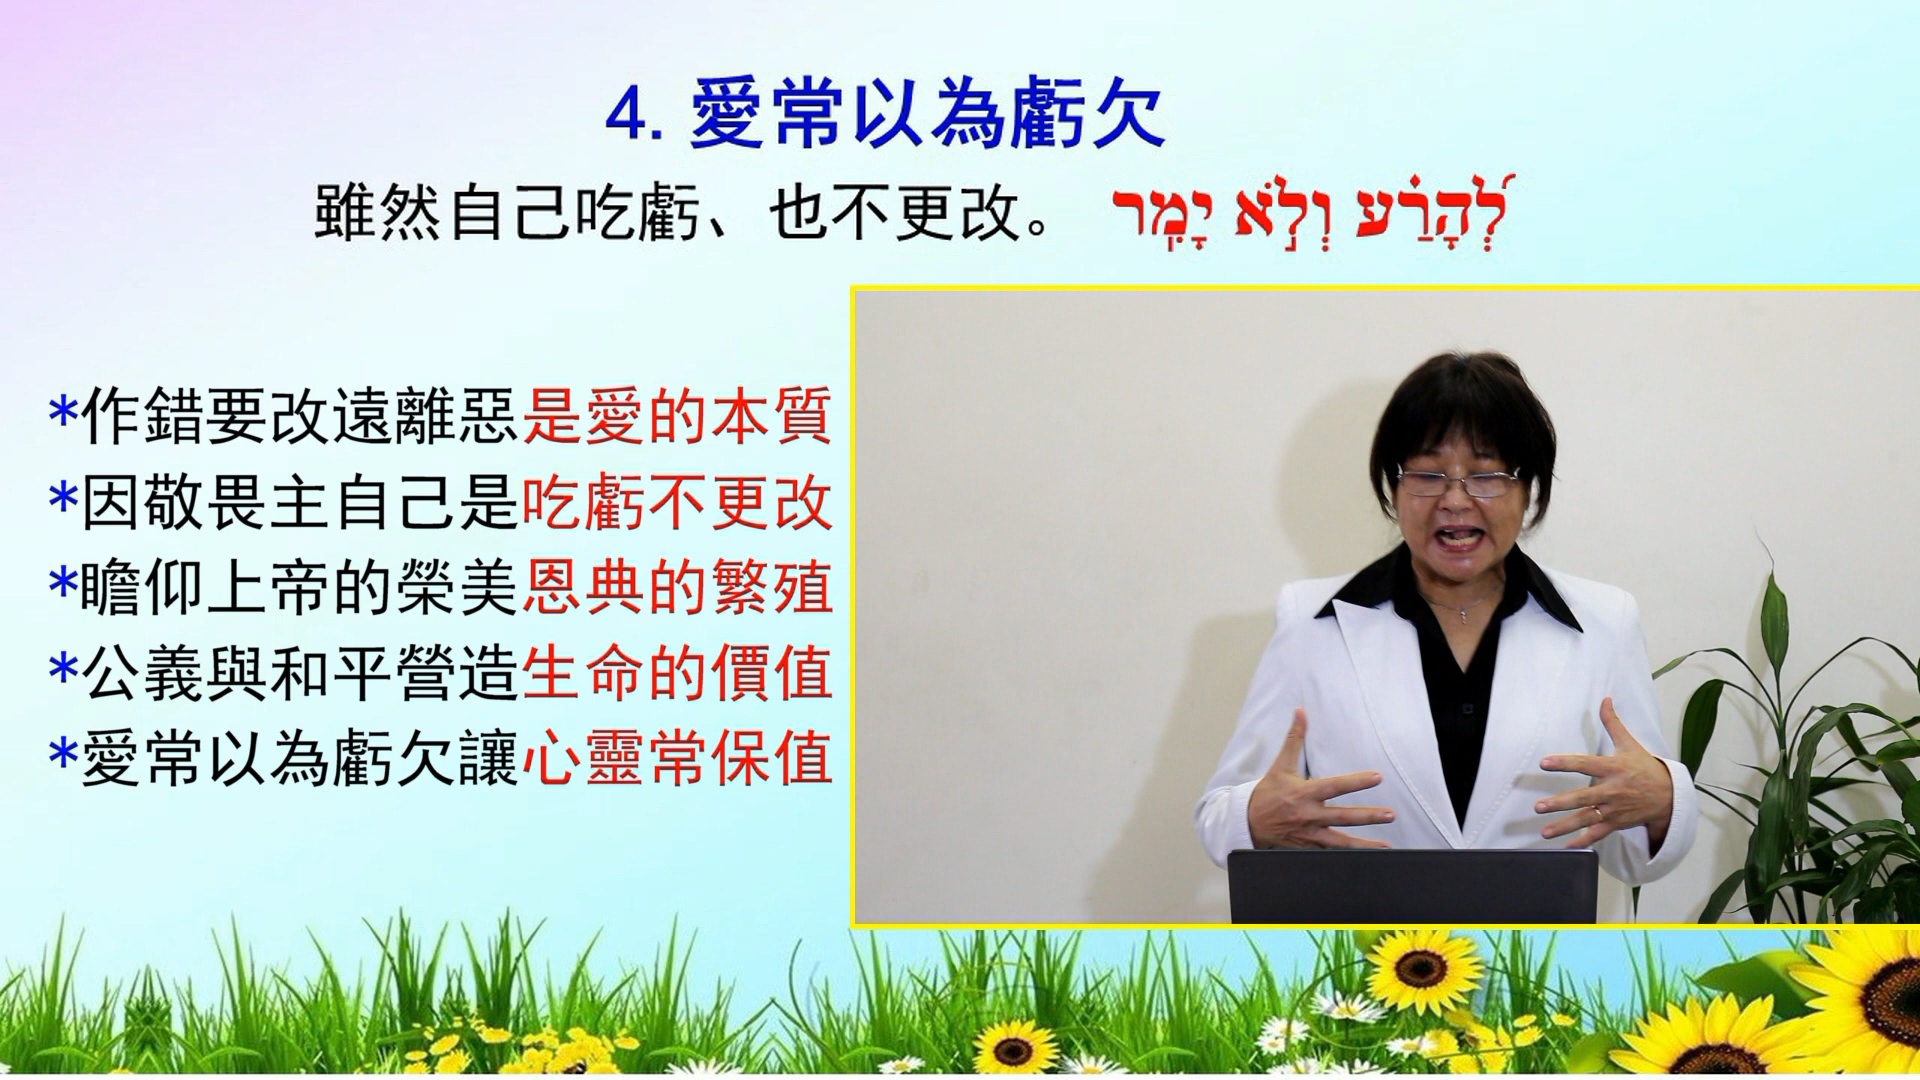 4. 愛常以為虧欠
雖然自己吃虧、也不更改。 לְ֝הָרַ֗ע וְלֹ֣א יָמִֽר
*作錯要改遠離惡是愛的本質
*因敬畏主自己是吃虧不更改
*瞻仰上帝的榮美恩典的繁殖
*公義與和平營造生命的價值
*愛常以為虧欠讓心靈常保值